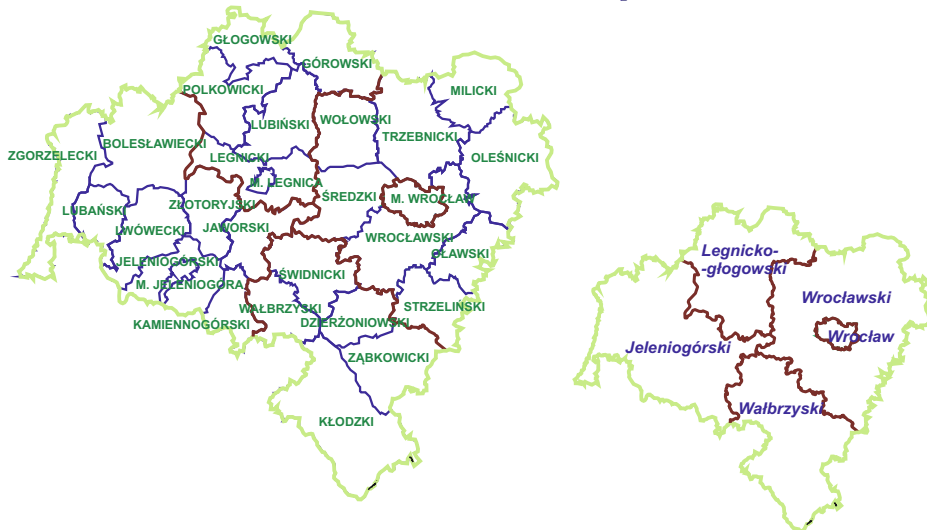 GŁOGOWSKI
GÓROWSKI
POLKOWICKI
MILICKI
LUBIŃSKI
WOŁOWSKI
TRZEBNICKI
BOLESŁAWIECKI
ZGORZELECKI
LEGNICKI
OLEŚNICKI
M. LEGNICA
ŚREDZKI
M. WROCŁAW
LUBAŃSKI
ZŁOTORYJSKI
LWÓWECKI
JAWORSKI
WROCŁAWSKI
OŁAWSKI
JELENIOGÓRSKI
ŚWIDNICKI
M. JELENIOGÓRA
WAŁBRZYSKI
STRZELIŃSKI
KAMIENNOGÓRSKI
DZIERŻONIOWSKI
ZĄBKOWICKI
KŁODZKI
Legnicko-
-głogowski
Wrocławski
Wrocław
Jeleniogórski
Wałbrzyski